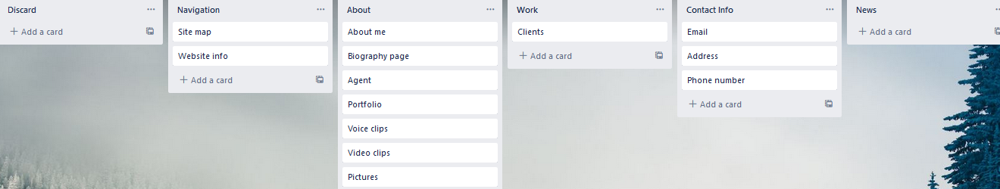 Discard
+ Add a card
Navigation
Site map
Website info
+ Add a card
About
About me
Biography page
Agent
Portfolio
Voice clips
Video clips
Pictures
Work
Clients
+ Add a card
Contact Info
Email
Address
Phone number
+ Add a card
News
+ Add a card